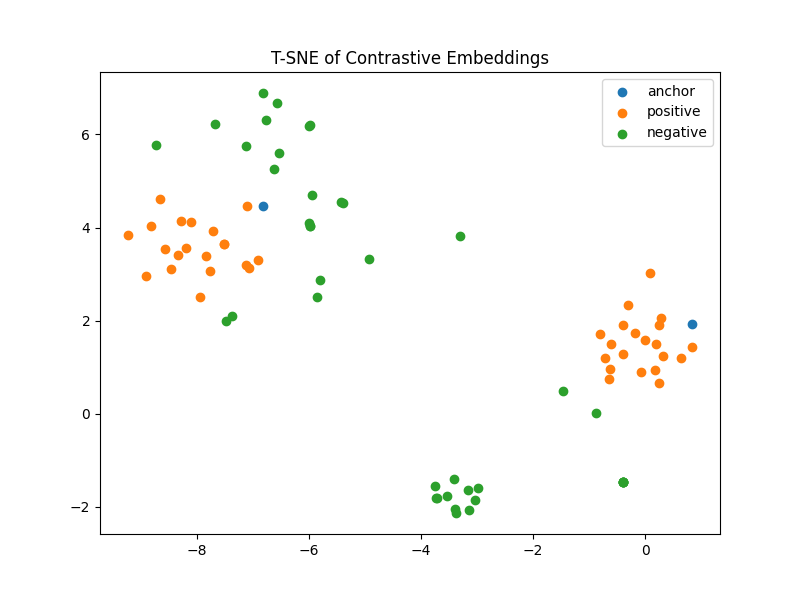 T-SNE of Contrastive Embeddings
anchor
positive
negative
6
4
2
0
−2
−8 −6 −4 −2 0